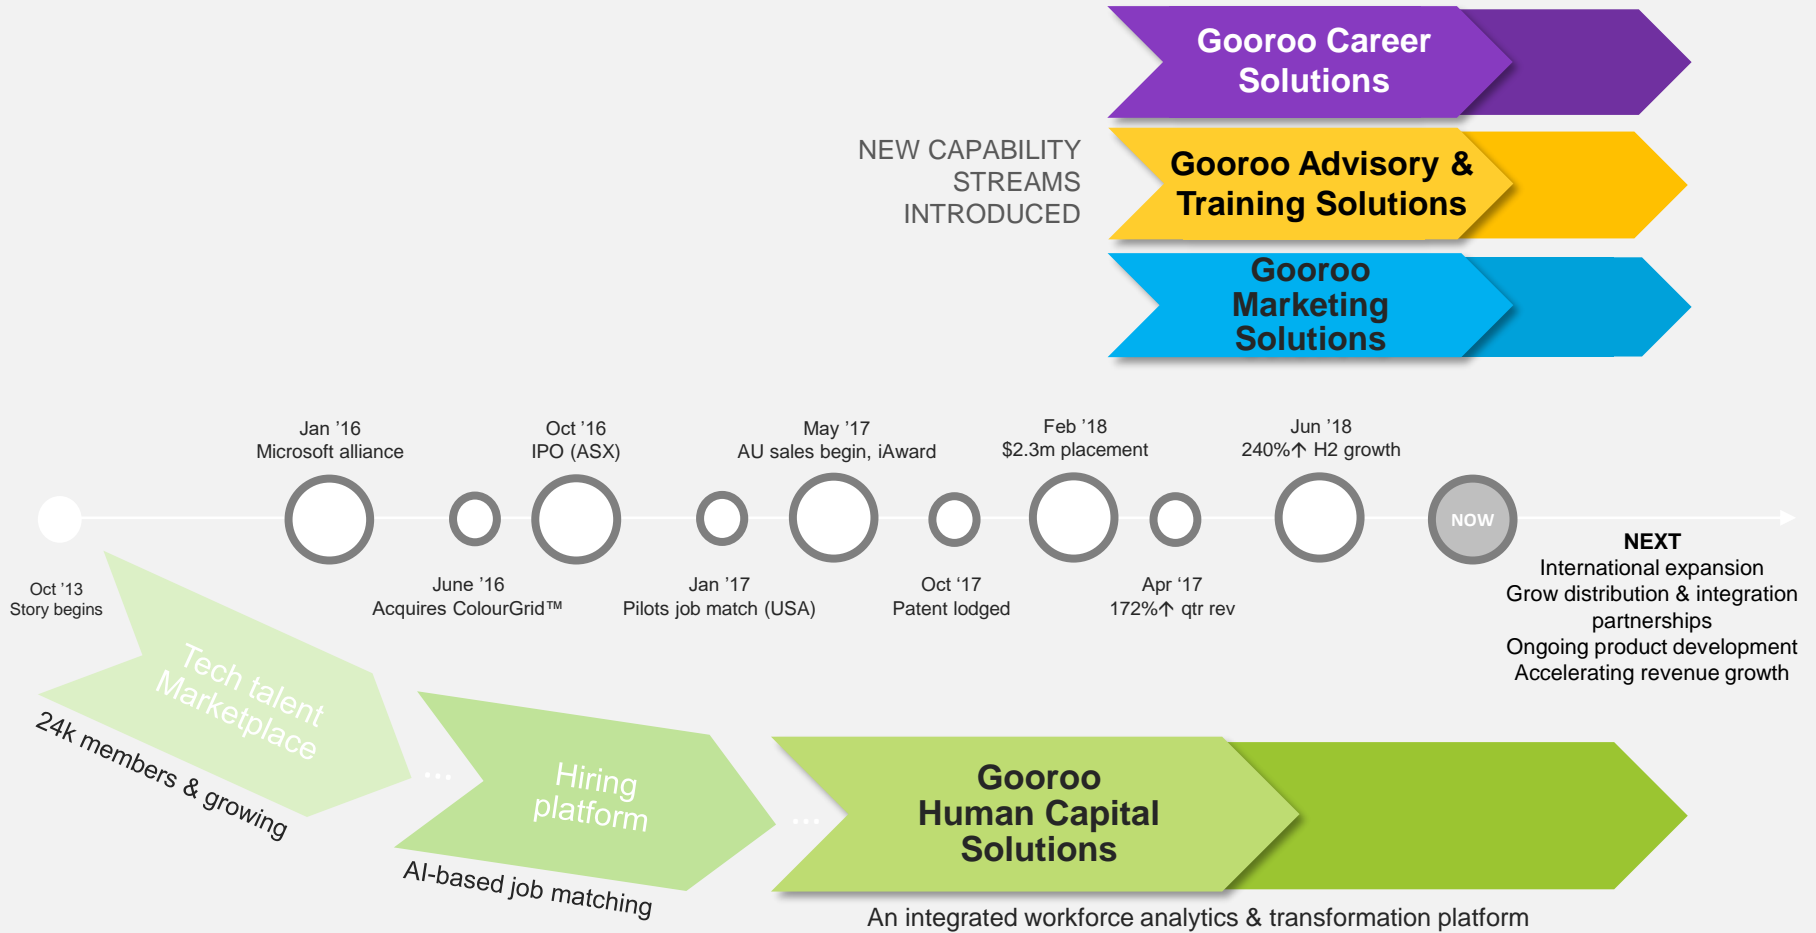 Gooroo Career
Solutions
NEW CAPABILITY
STREAMS
INTRODUCED
Gooroo Advisory &
Training Solutions
Gooroo
Marketing
Solutions
Jan ’16
Microsoft alliance
Oct ’16
IPO (ASX)
May ’17
AU sales begin, iAward
Feb ’18
$2.3m placement
Jun ’18
240%↑ H2 growth
NOW
Oct ’13
Story begins
June ’16
Acquires ColourGrid™
Jan ’17
Pilots job match (USA)
Oct ‘17
Patent lodged
Apr ‘17
172%↑ qtr rev
NEXT
International expansion
Grow distribution & integration
partnerships
Ongoing product development
Accelerating revenue growth
Tech talent
Marketplace
24k members & growing
...
Hiring
platform
AI-based job matching
...
Gooroo
Human Capital
Solutions
An integrated workforce analytics & transformation platform